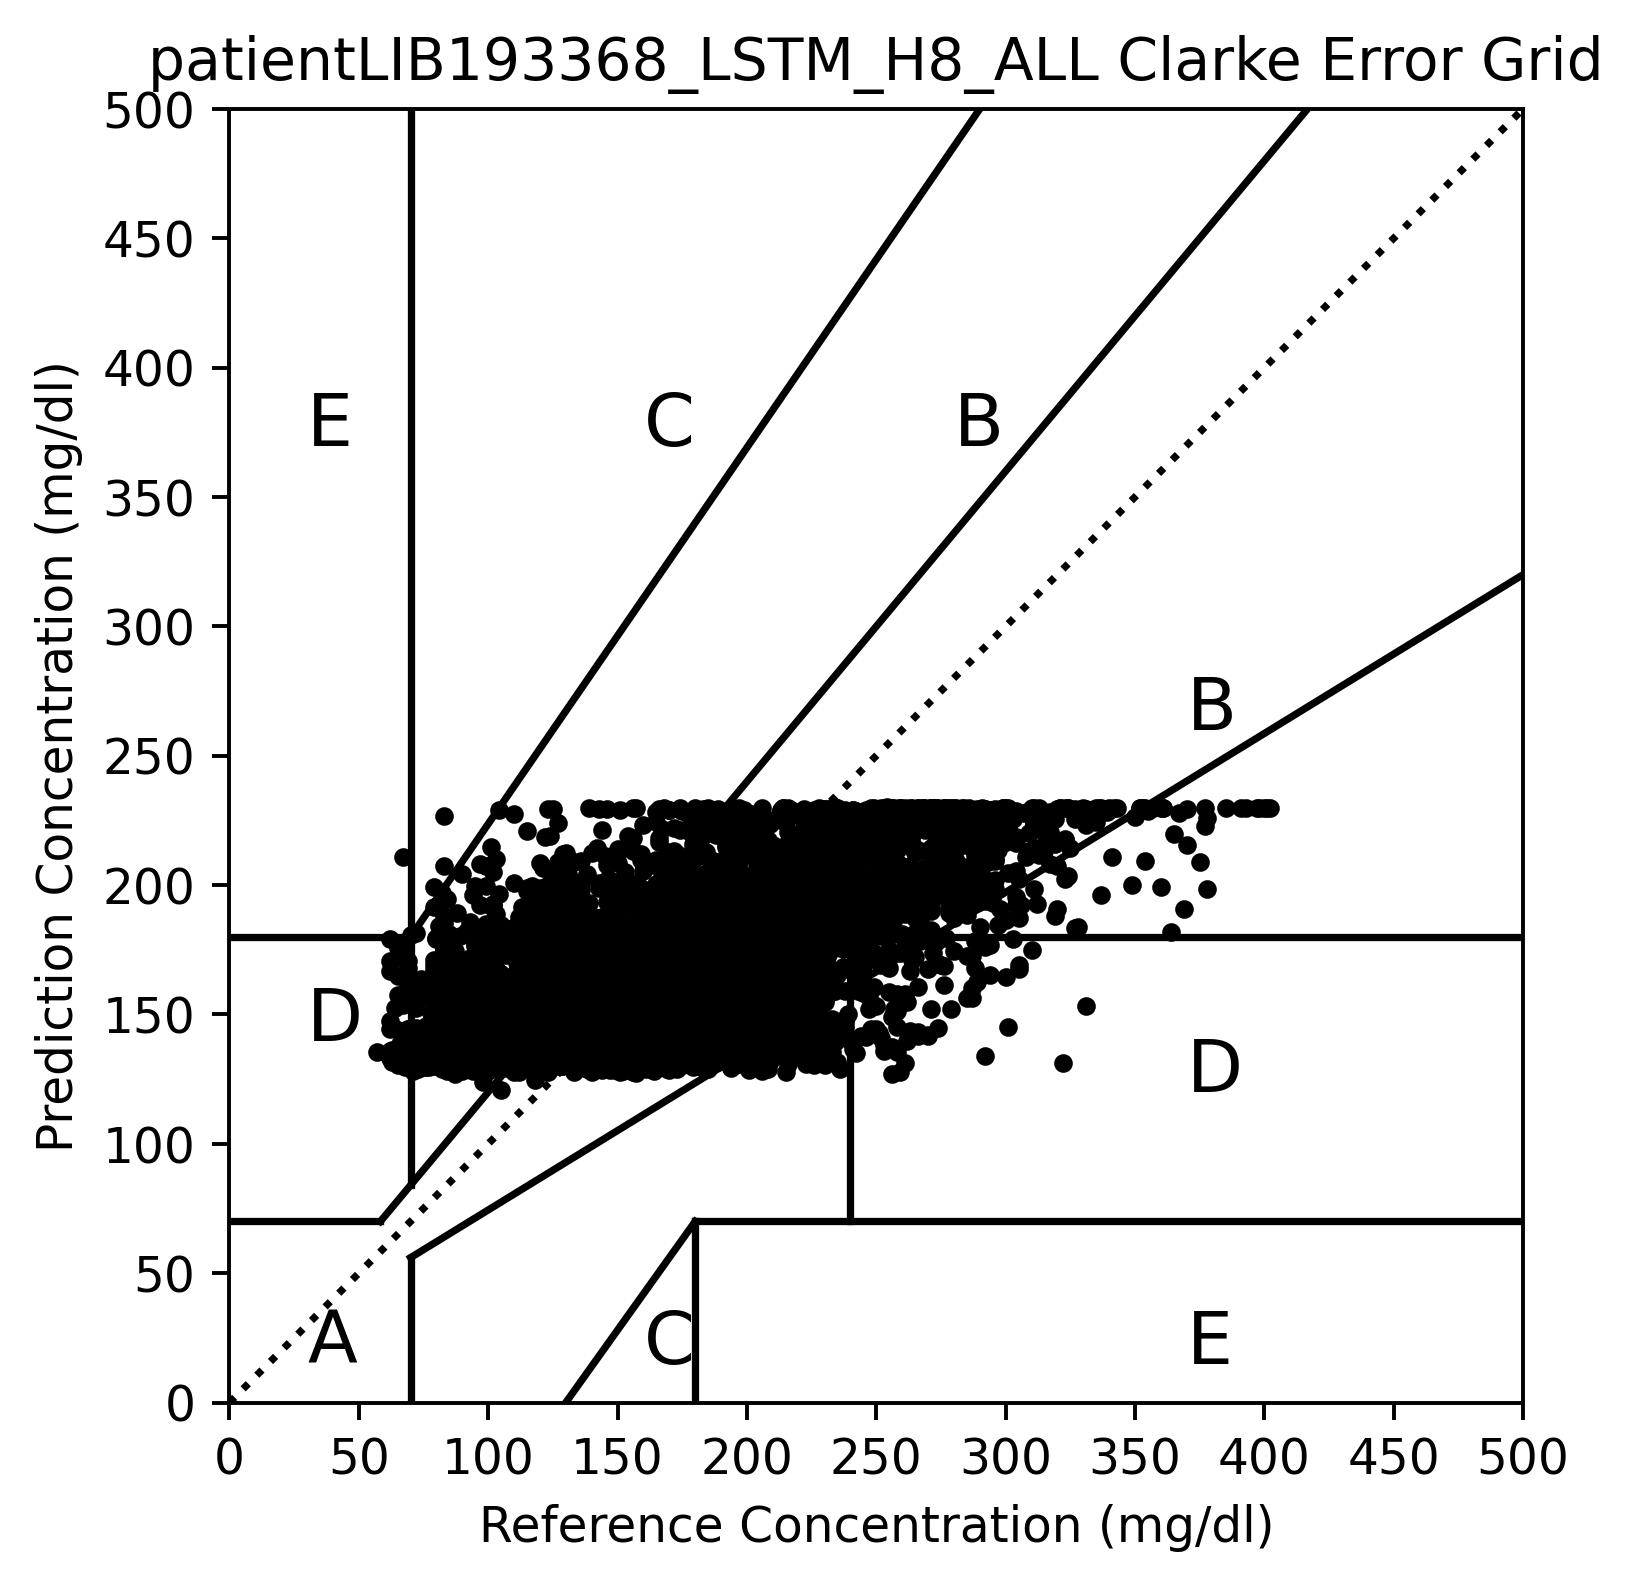 patientLIB193368_LSTM_H8_ALL Clarke Error Grid
500
450
400
350
300
250
200
150
100
50
0
Prediction Concentration (mg/dl)
E
C
B
B
D
D
A
C
E
0 50 100 150 200 250 300 350 400 450 500
Reference Concentration (mg/dl)